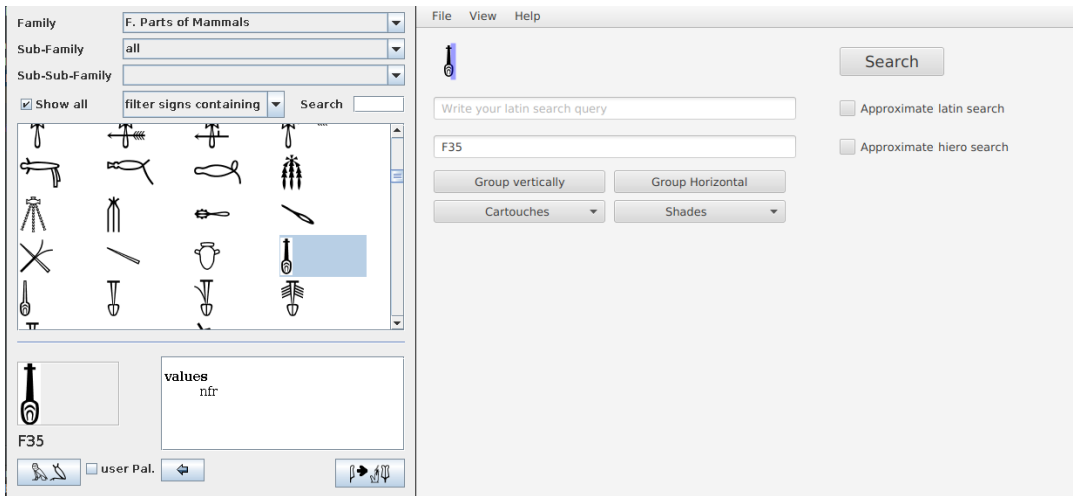 Family F. Parts of Mammals
Sub-Family all
Sub-Sub-Family
Show all filter signs containing Search
values
nfr
F35
user Pal.
File View Help
Search
Write your latin search query
Approximate latin search
F35
Approximate hiero search
Group vertically Group Horizontal
Cartouches Shades